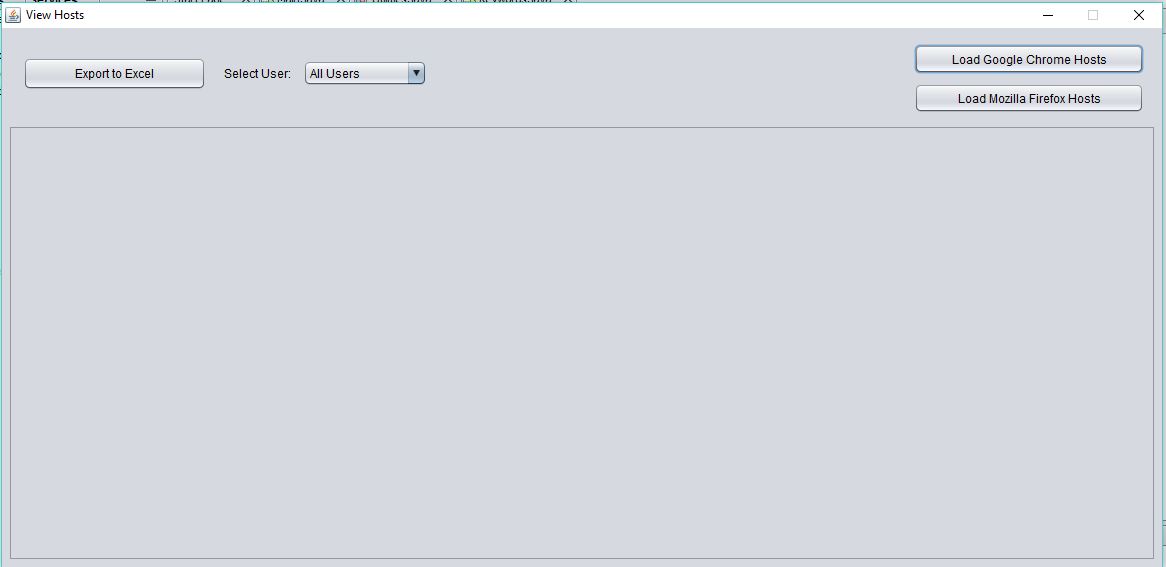 View Hosts
Export to Excel
Select User:
All Users
Load Google Chrome Hosts
Load Mozilla Firefox Hosts